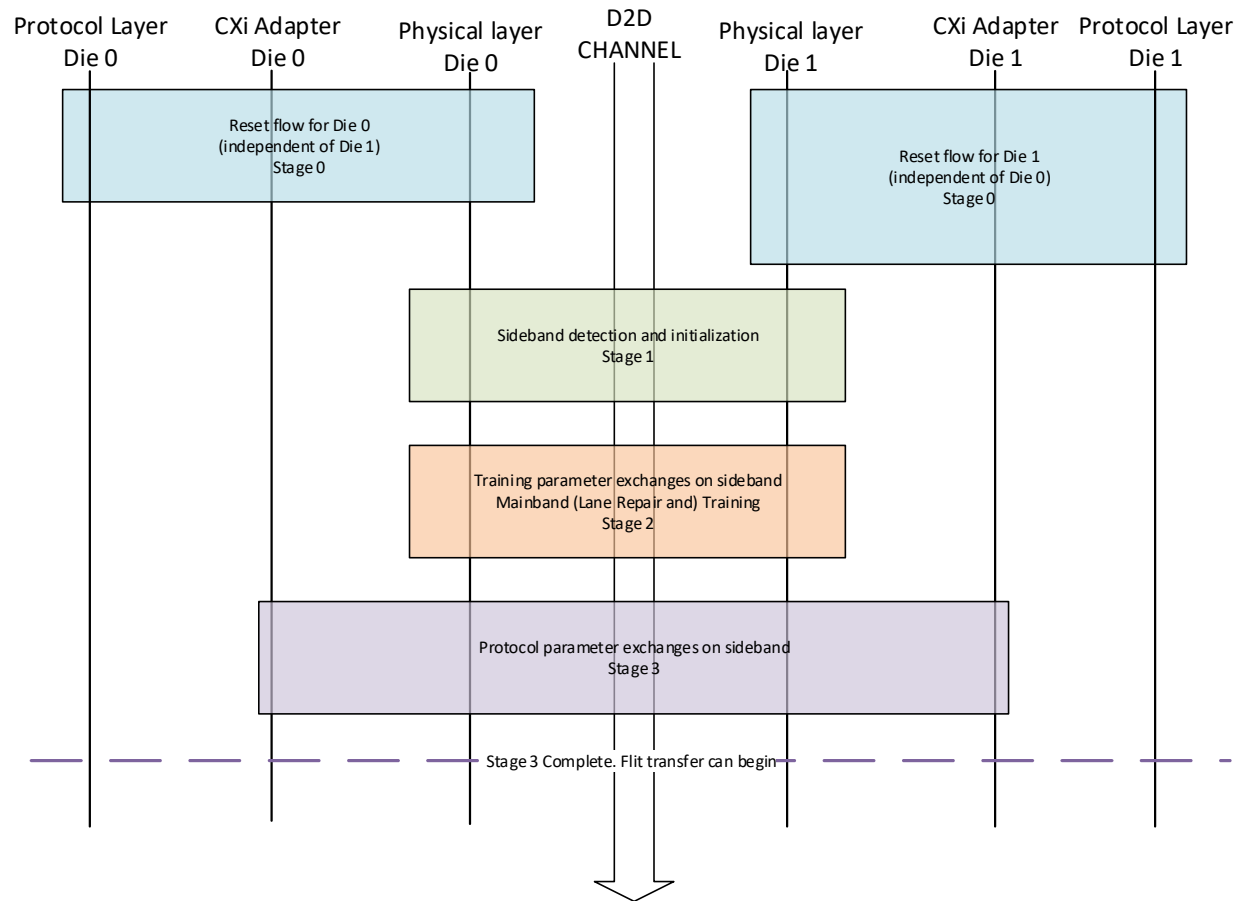 Protocol Layer
Die 0
CXi Adapter
Die 0
Physical layer
Die 0
D2D
CHANNEL
Physical layer
Die 1
CXi Adapter
Die 1
Protocol Layer
Die 1
Reset flow for Die 0
(independent of Die 1)
Stage 0
Reset flow for Die 1
(independent of Die 0)
Stage 0
Sideband detection and initialization
Stage 1
Training parameter exchanges on sideband
Mainband (Lane Repair and) Training
Stage 2
Protocol parameter exchanges on sideband
Stage 3
Stage 3 Complete. Flit transfer can begin